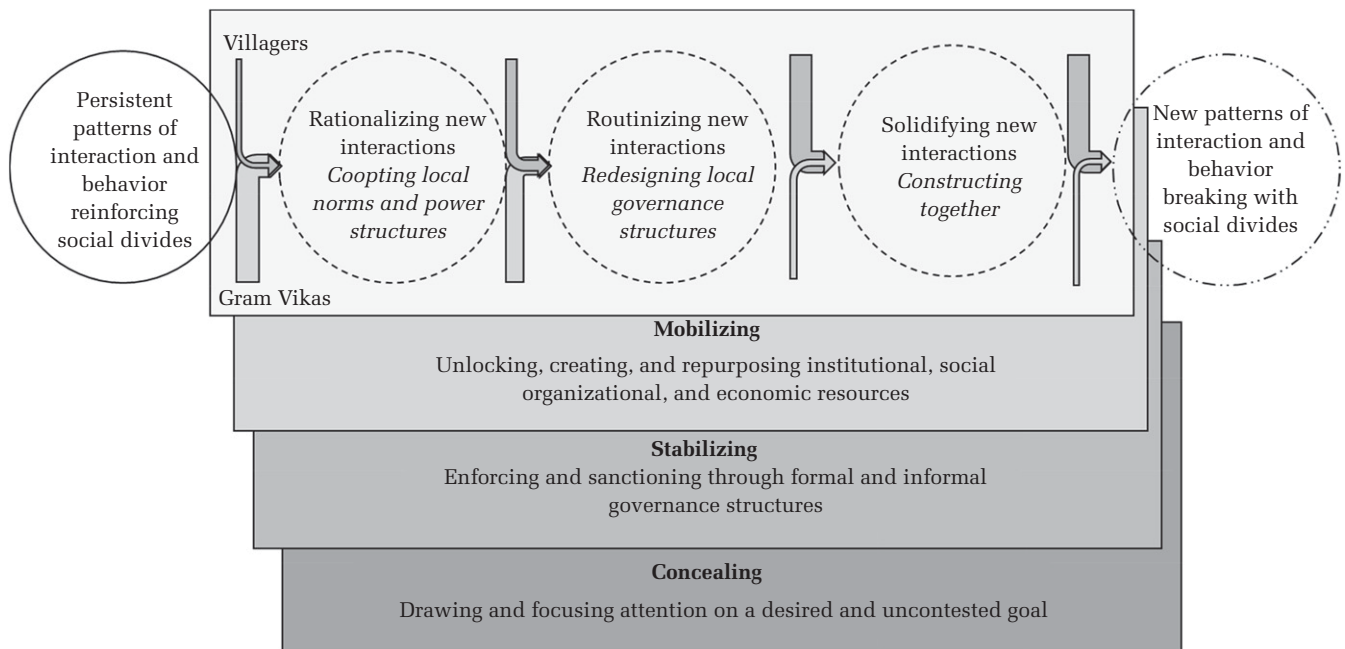 Villagers
Persistent
patterns of
interaction and
behavior
reinforcing
social divides
Rationalizing new
interactions
Coopting local
norms and power
structures
Routinizing new
interactions
Redesigning local
governance
structures
Solidifying new
interactions
Constructing
together
New patterns of
interaction and
behavior
breaking with
social divides
Gram Vikas
Mobilizing
Unlocking, creating, and repurposing institutional, social
organizational, and economic resources
Stabilizing
Enforcing and sanctioning through formal and informal
governance structures
Concealing
Drawing and focusing attention on a desired and uncontested goal